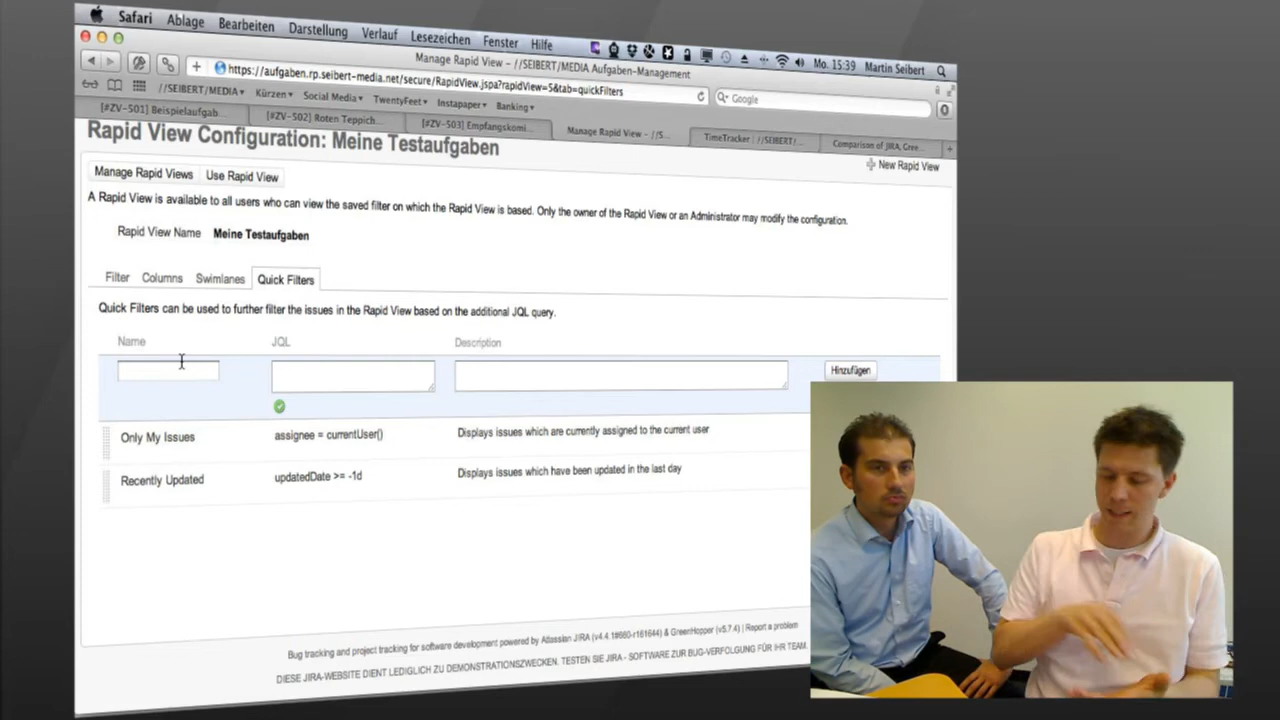 Safari Ablage Bearbeiten Darstellung Verlauf Lesezeichen Fenster Hilfe Mo. 15:39 Martin Seibert
Manage Rapid View – //SEIBERT/MEDIA Aufgaben-Management
https://aufgaben.rp.seibert-media.net/secure/RapidView.jspa?rapidView=5&tab=quickFilters Google
//SEIBERT/MEDIA Kürzen Social Media TwentyFeet Instapaper Banking
[#ZV-501] Beispielaufgab... [#ZV-502] Roten Teppich... [#ZV-503] Empfangskomi... Manage Rapid View – //S... TimeTracker | //SEIBERT/... Comparison of JIRA, Gree...
Rapid View Configuration: Meine Testaufgaben
New Rapid View
Manage Rapid Views Use Rapid View
A Rapid View is available to all users who can view the saved filter on which the Rapid View is based. Only the owner of the Rapid View or an Administrator may modify the configuration.
Rapid View Name Meine Testaufgaben
Filter Columns Swimlanes Quick Filters
Quick Filters can be used to further filter the issues in the Rapid View based on the additional JQL query.
Name JQL Description
Hinzufügen
Only My Issues assignee = currentUser() Displays issues which are currently assigned to the current user
Recently Updated updatedDate >= -1d Displays issues which have been updated in the last day
Bug tracking and project tracking for software development powered by Atlassian JIRA (v4.4.1#660-r161644) & GreenHopper (v5.7.4) | Report a problem
DIESE JIRA-WEBSITE DIENT LEDIGLICH ZU DEMONSTRATIONSZWECKEN. TESTEN SIE JIRA - SOFTWARE ZUR BUG-VERFOLGUNG FÜR IHR TEAM.